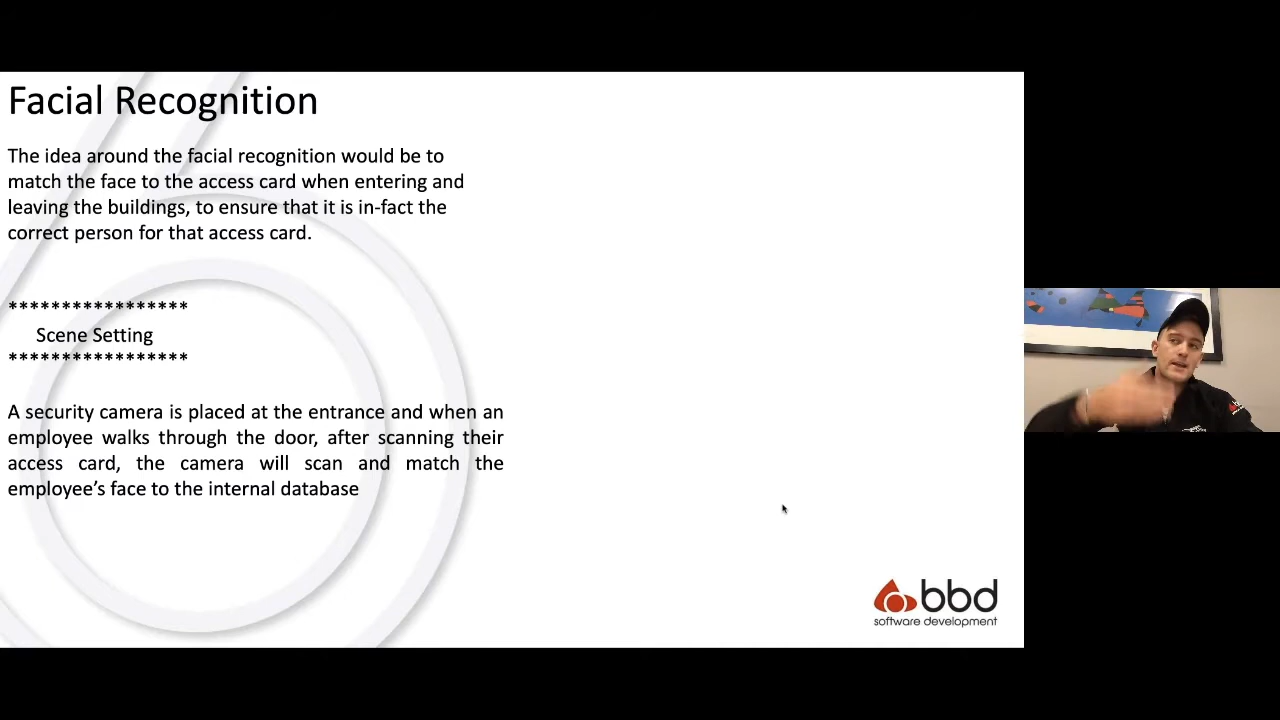 Facial Recognition
The idea around the facial recognition would be to
match the face to the access card when entering and
leaving the buildings, to ensure that it is in-fact the
correct person for that access card.
*****************
Scene Setting
*****************
A security camera is placed at the entrance and when an
employee walks through the door, after scanning their
access card, the camera will scan and match the
employee’s face to the internal database
bbd
software development